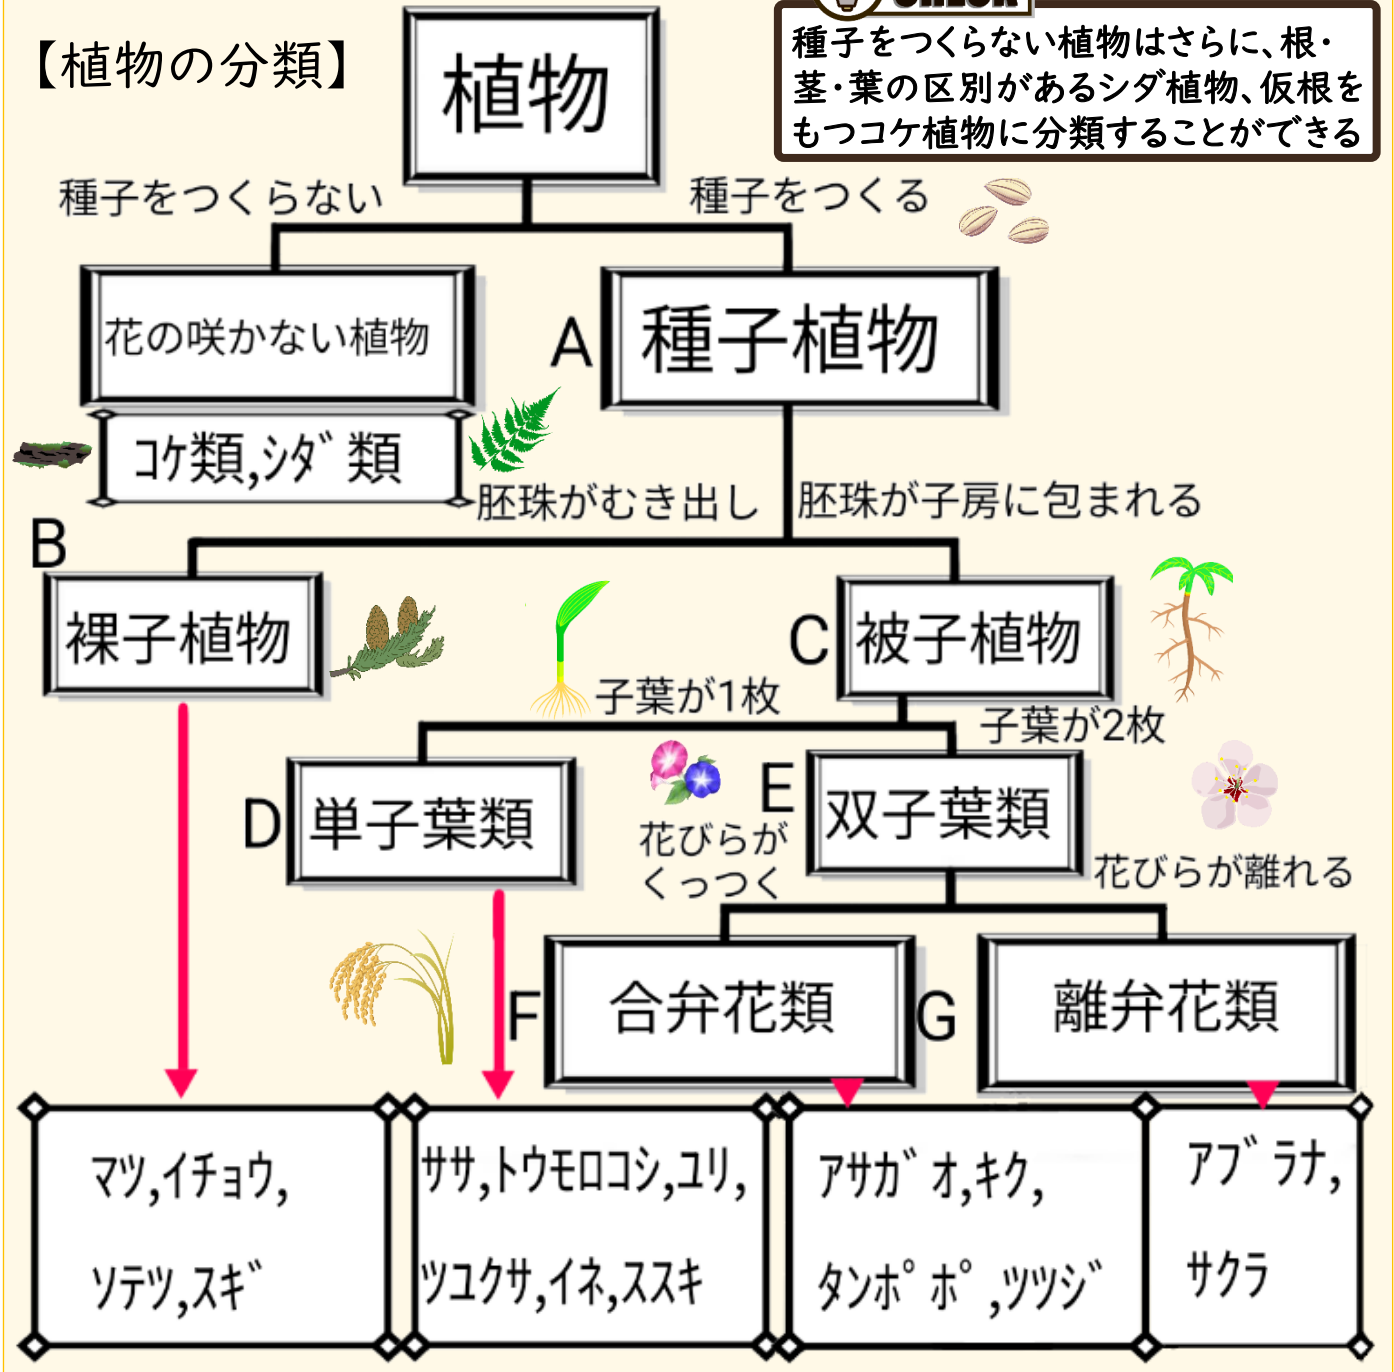 【植物の分類】
植物
CHECK
種子をつくらない植物はさらに、根・
茎・葉の区別があるシダ植物、仮根を
もつコケ植物に分類することができる
種子をつくらない
種子をつくる
花の咲かない植物
A
種子植物
ｺｹ類,ｼﾀﾞ類
胚珠がむき出し
胚珠が子房に包まれる
B
裸子植物
C
被子植物
子葉が1枚
子葉が2枚
D
単子葉類
E
双子葉類
花びらが
くっつく
花びらが離れる
F
合弁花類
G
離弁花類
ﾏﾂ,ｲﾁｮｳ,
ｿﾃﾂ,ｽｷﾞ
ｻｻ,ﾄｳﾓﾛｺｼ,ﾕﾘ,
ﾂﾕｸｻ,ｲﾈ,ｽｽｷ
ｱｻｶﾞｵ,ｷｸ,
ﾀﾝﾎﾟﾎﾟ,ﾂﾂｼﾞ
ｱﾌﾞﾗﾅ,
ｻｸﾗ